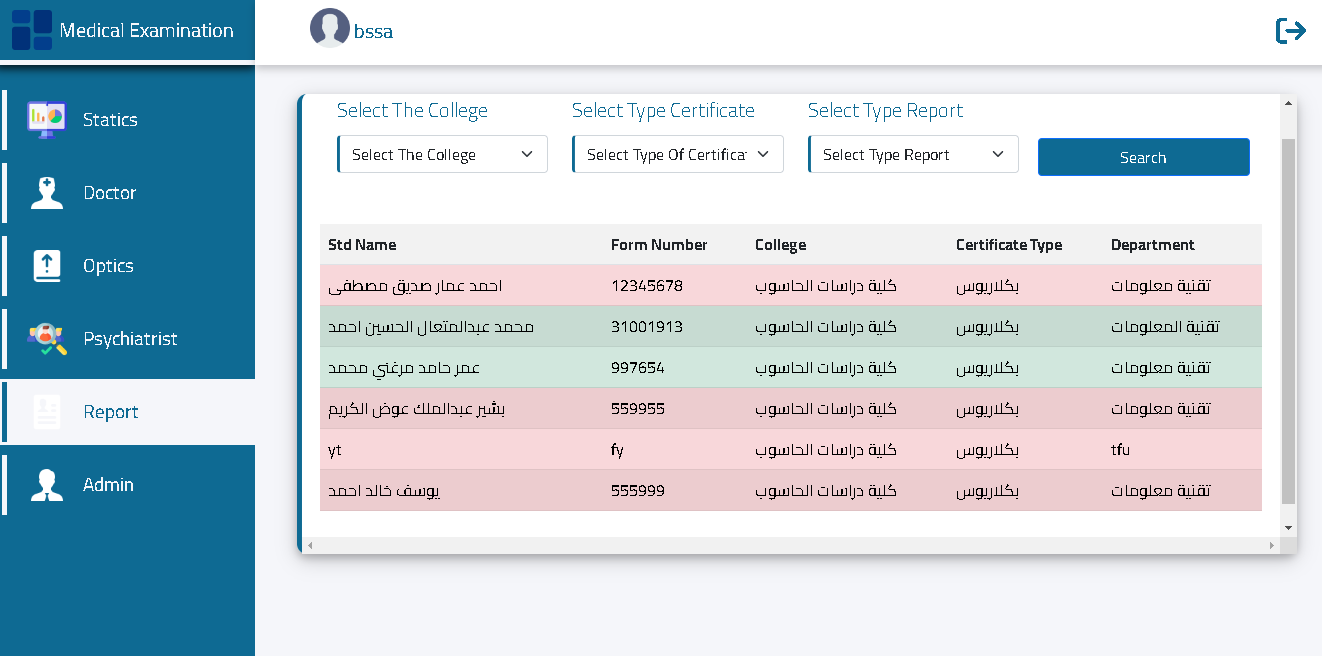 Medical Examination
bssa
Statics
Doctor
Optics
Psychiatrist
Report
Admin
Select The College Select Type Certificate Select Type Report
Select The College Select Type Of Certificat Select Type Report Search
Std Name Form Number College Certificate Type Department
احمد عمار صديق مصطفى 12345678 كلية دراسات الحاسوب بكلاريوس تقنية معلومات
محمد عبدالمتعال الحسين احمد 31001913 كلية دراسات الحاسوب بكلاريوس تقنية المعلومات
عمر حامد مرغني محمد 997654 كلية دراسات الحاسوب بكلاريوس تقنية معلومات
بشير عبدالملك عوض الكريم 559955 كلية دراسات الحاسوب بكلاريوس تقنية معلومات
yt fy كلية دراسات الحاسوب بكلاريوس tfu
يوسف خالد احمد 555999 كلية دراسات الحاسوب بكلاريوس تقنية معلومات